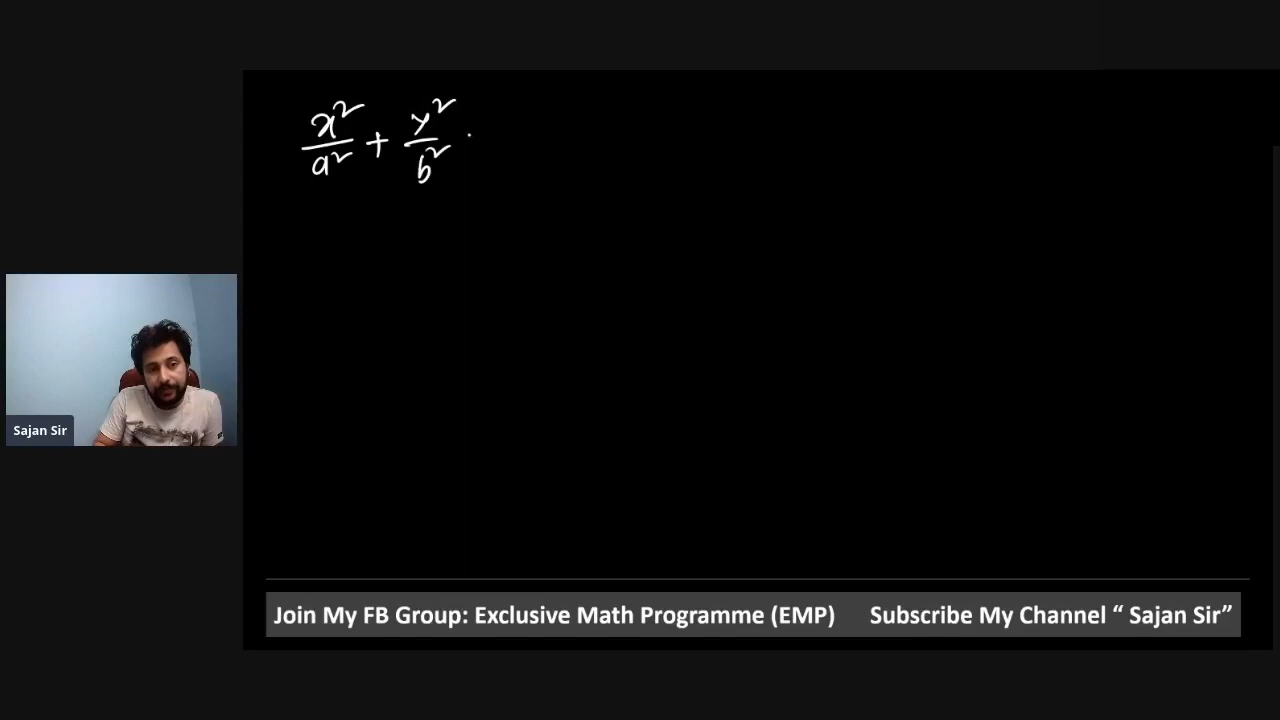 x²/a² + y²/b²
Sajan Sir
Join My FB Group: Exclusive Math Programme (EMP) Subscribe My Channel “ Sajan Sir”